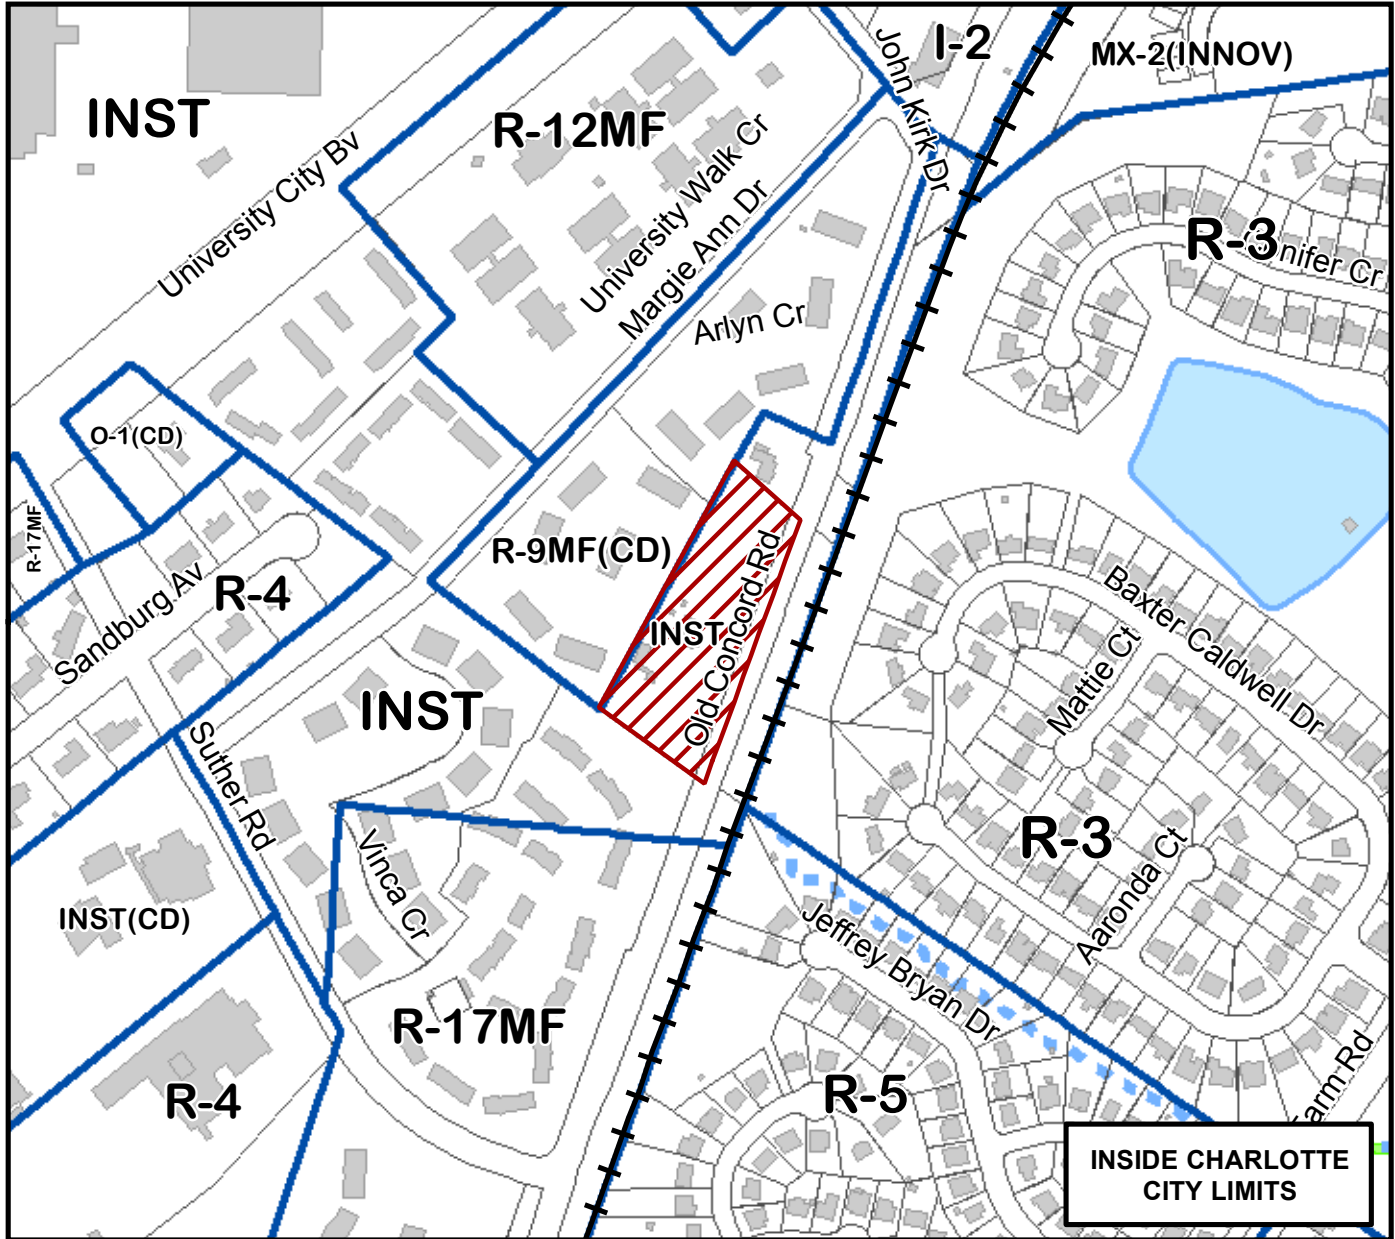 I-2
MX-2(INNOV)
John Kirk Dr
INST
R-12MF
University City Bv
University Walk Cr
Margie Ann Dr
R-3
nifer Cr
Arlyn Cr
O-1(CD)
R-17MF
R-9MF(CD)
Sandburg Av
R-4
INST
Old Concord Rd
Baxter Caldwell Dr
Mattie Ct
INST
Suther Rd
R-3
Aaronda Ct
Vinca Cr
INST(CD)
Jeffrey Bryan Dr
R-17MF
R-4
R-5
Farm Rd
INSIDE CHARLOTTE
CITY LIMITS